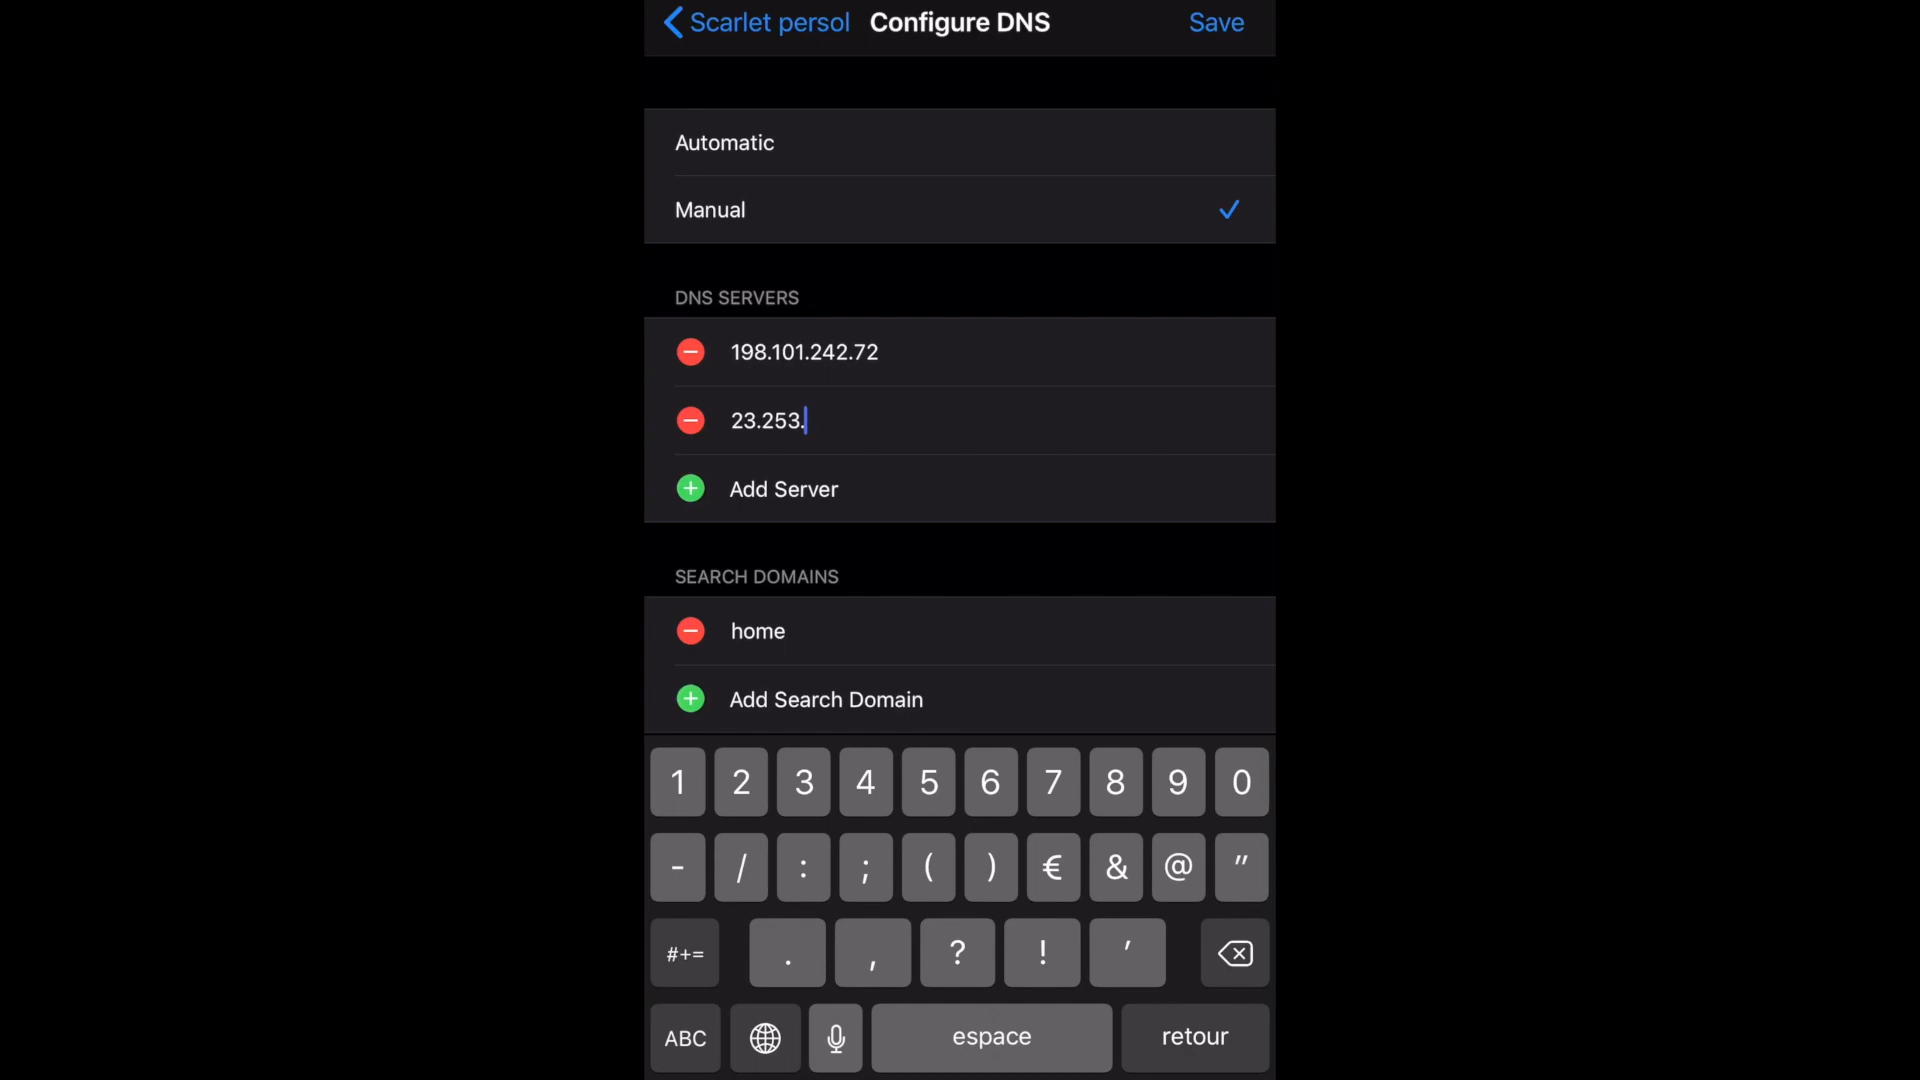 Scarlet persol Configure DNS Save
Automatic
Manual
DNS SERVERS
198.101.242.72
23.253.
Add Server
SEARCH DOMAINS
home
Add Search Domain
1 2 3 4 5 6 7 8 9 0
- / : ; ( ) € & @ "
#+= . , ? ! ’
ABC espace retour